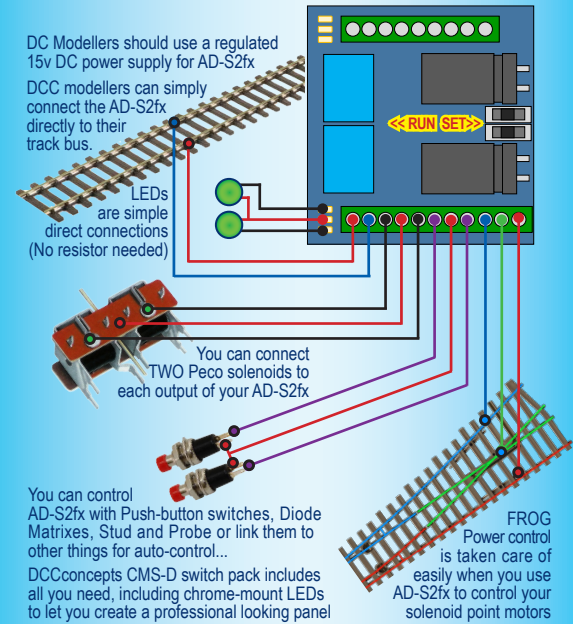 DC Modellers should use a regulated
15v DC power supply for AD-S2fx
DCC modellers can simply
connect the AD-S2fx
directly to their
track bus.
<< RUN SET>>
LEDs
are simple
direct connections
(No resistor needed)
You can connect
TWO Peco solenoids to
each output of your AD-S2fx
You can control
AD-S2fx with Push-button switches, Diode
Matrixes, Stud and Probe or link them to
other things for auto-control...
DCCconcepts CMS-D switch pack includes
all you need, including chrome-mount LEDs
to let you create a professional looking panel
FROG
Power control
is taken care of
easily when you use
AD-S2fx to control your
solenoid point motors